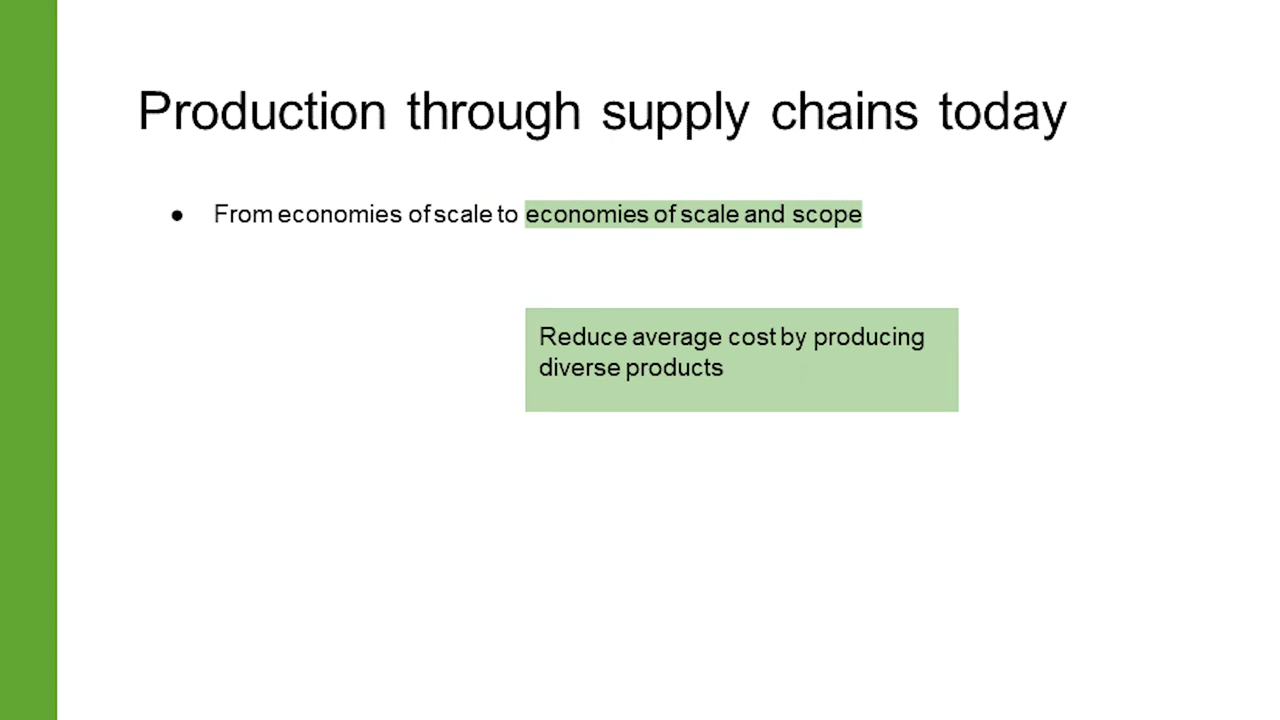 Production through supply chains today
● From economies of scale to economies of scale and scope
Reduce average cost by producing
diverse products